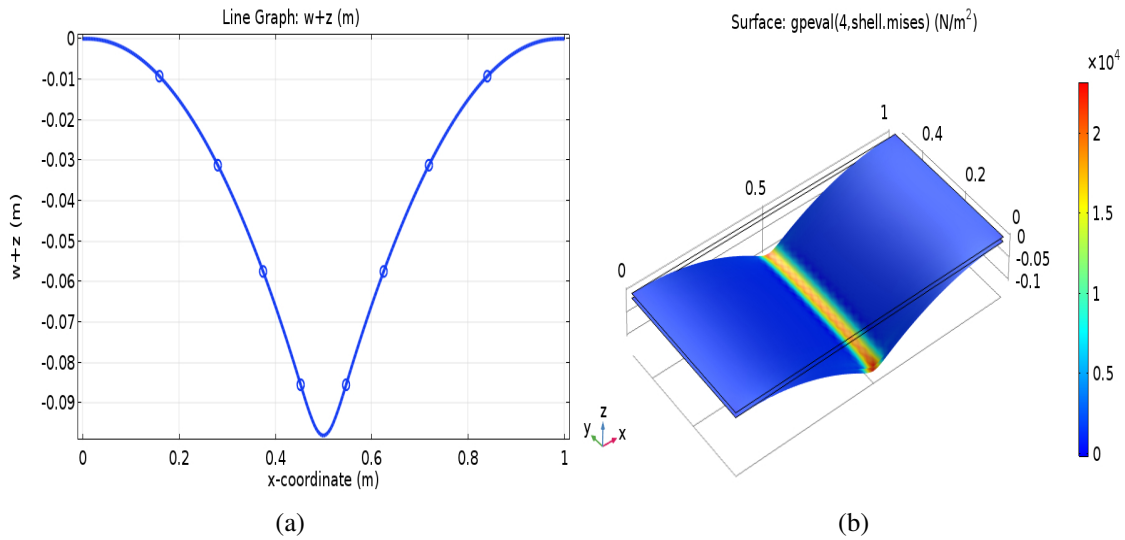 Line Graph: w+z (m)
0
-0.01
-0.02
-0.03
-0.04
-0.05
-0.06
-0.07
-0.08
-0.09
w+z (m)
0 0.2 0.4 0.6 0.8 1
x-coordinate (m)
(a)
Surface: gpeval(4,shell.mises) (N/m²)
×10⁴
2
1.5
1
0.5
0
1
0.4
0.5
0.2
0
0
0
-0.05
-0.1
z
y
x
(b)